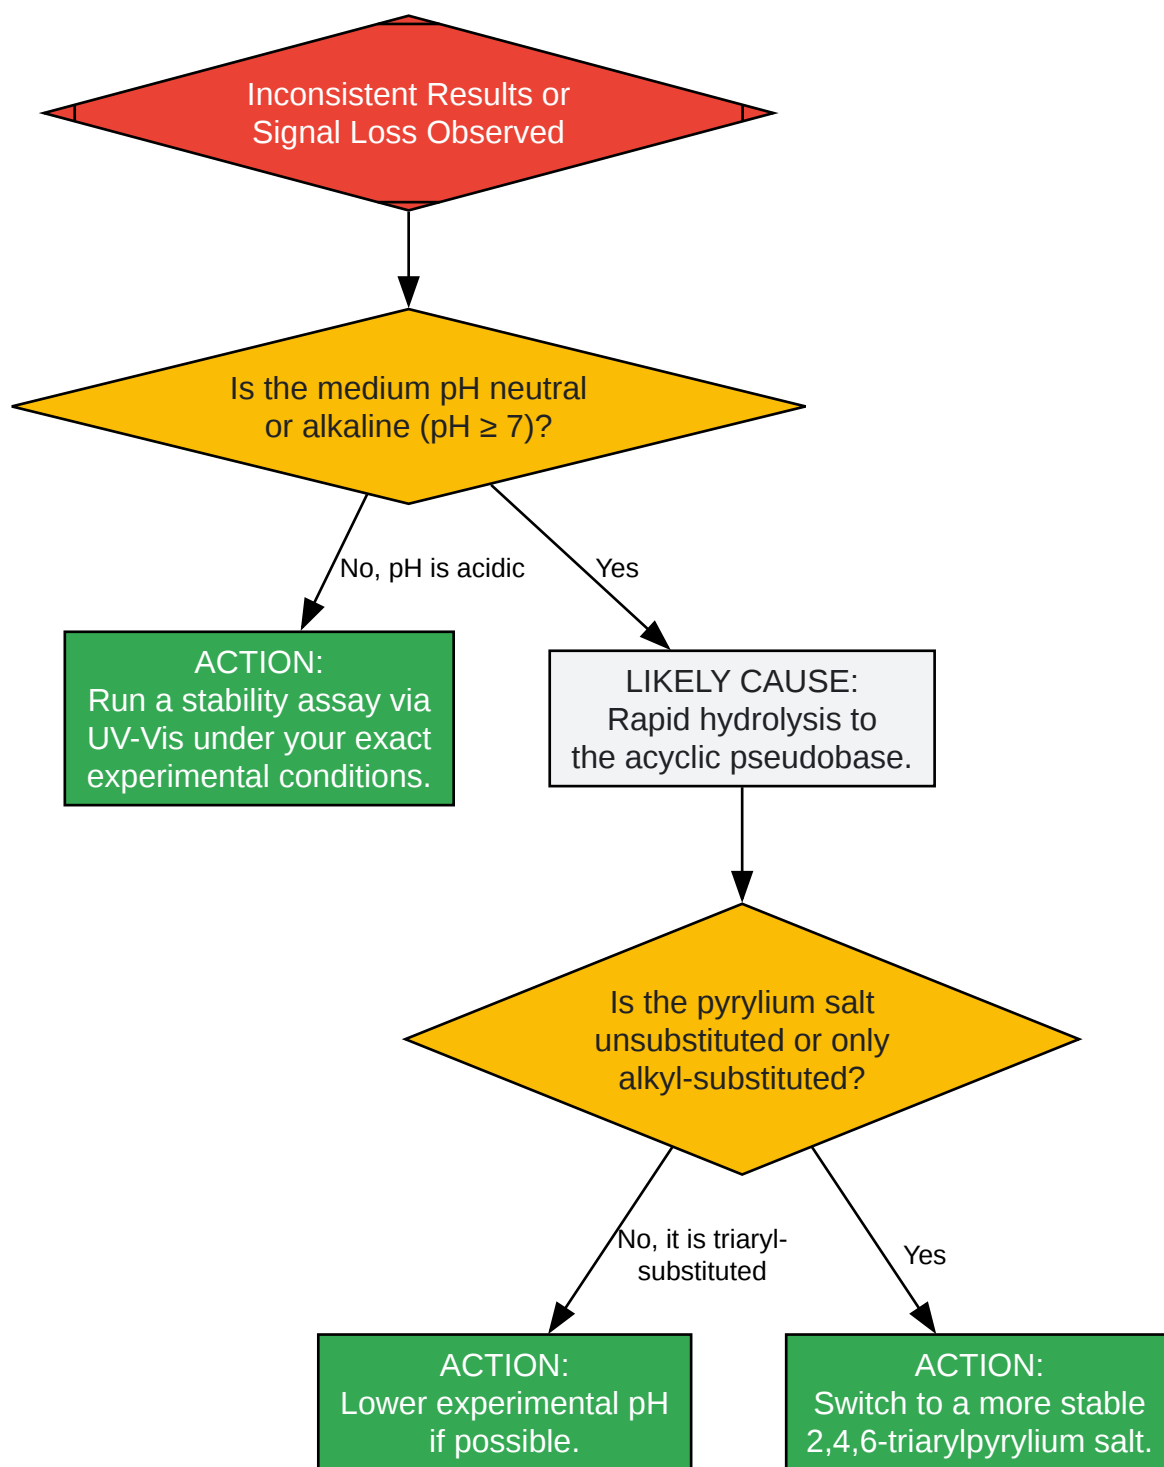 Inconsistent Results or
Signal Loss Observed
Is the medium pH neutral
or alkaline (pH ≥ 7)?
No, pH is acidic
Yes
ACTION:
Run a stability assay via
UV-Vis under your exact
experimental conditions.
LIKELY CAUSE:
Rapid hydrolysis to
the acyclic pseudobase.
Is the pyrylium salt
unsubstituted or only
alkyl-substituted?
No, it is triaryl-
substituted
Yes
ACTION:
Lower experimental pH
if possible.
ACTION:
Switch to a more stable
2,4,6-triarylpyrylium salt.